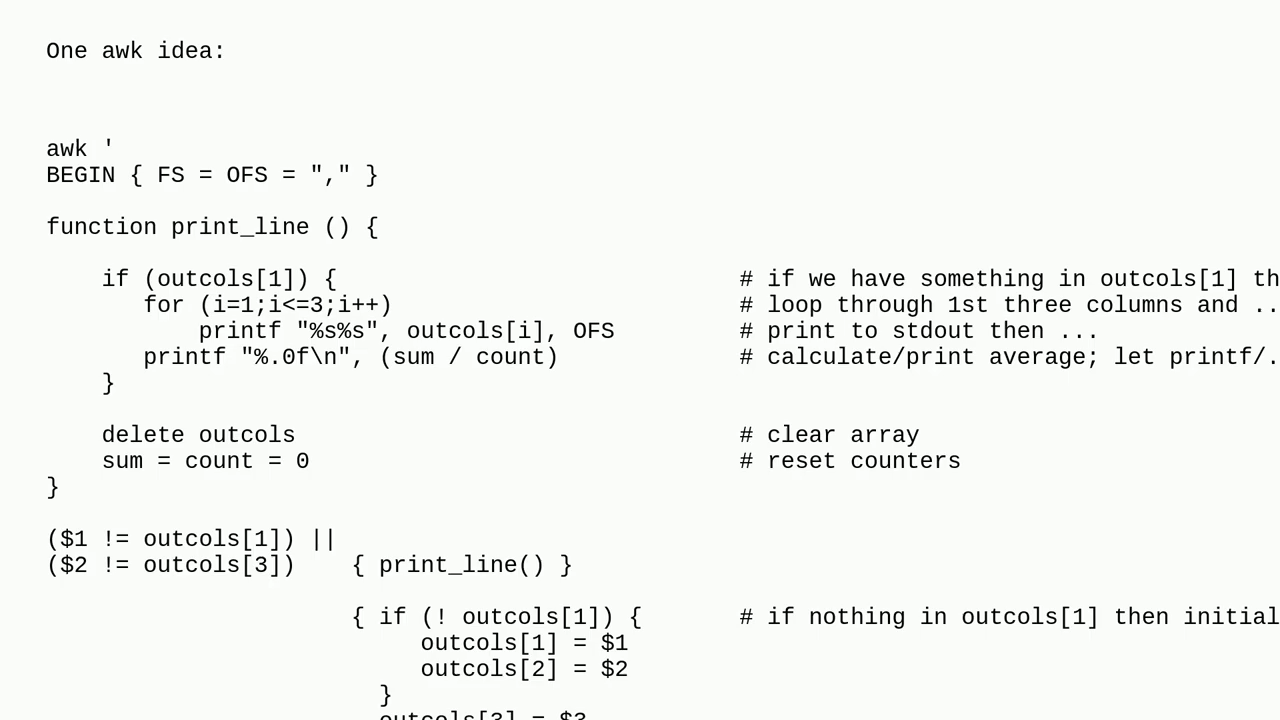 One awk idea:
awk '
BEGIN { FS = OFS = "," }
function print_line () {
    if (outcols[1]) {                             # if we have something in outcols[1]
       for (i=1;i<=3;i++)                         # loop through 1st three columns and ..
           printf "%s%s", outcols[i], OFS         # print to stdout then ...
       printf "%.0f\n", (sum / count)             # calculate/print average; let printf/.
    }
    delete outcols                                # clear array
    sum = count = 0                               # reset counters
}
($1 != outcols[1]) ||
($2 != outcols[3])    { print_line() }
                      { if (! outcols[1]) {       # if nothing in outcols[1] then initial
                           outcols[1] = $1
                           outcols[2] = $2
                        }
                        outcols[3] = $3